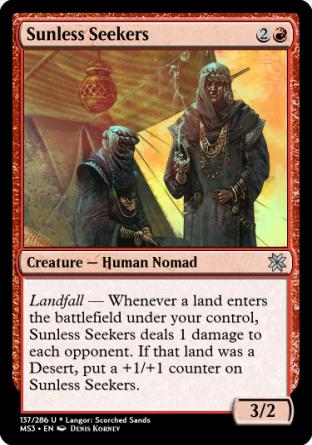 Sunless Seekers 2
Creature — Human Nomad
Landfall — Whenever a land enters
the battlefield under your control,
Sunless Seekers deals 1 damage to
each opponent. If that land was a
Desert, put a +1/+1 counter on
Sunless Seekers.
3/2
137/286 U * Langor: Scorched Sands
MS3 • EN Denis Korney